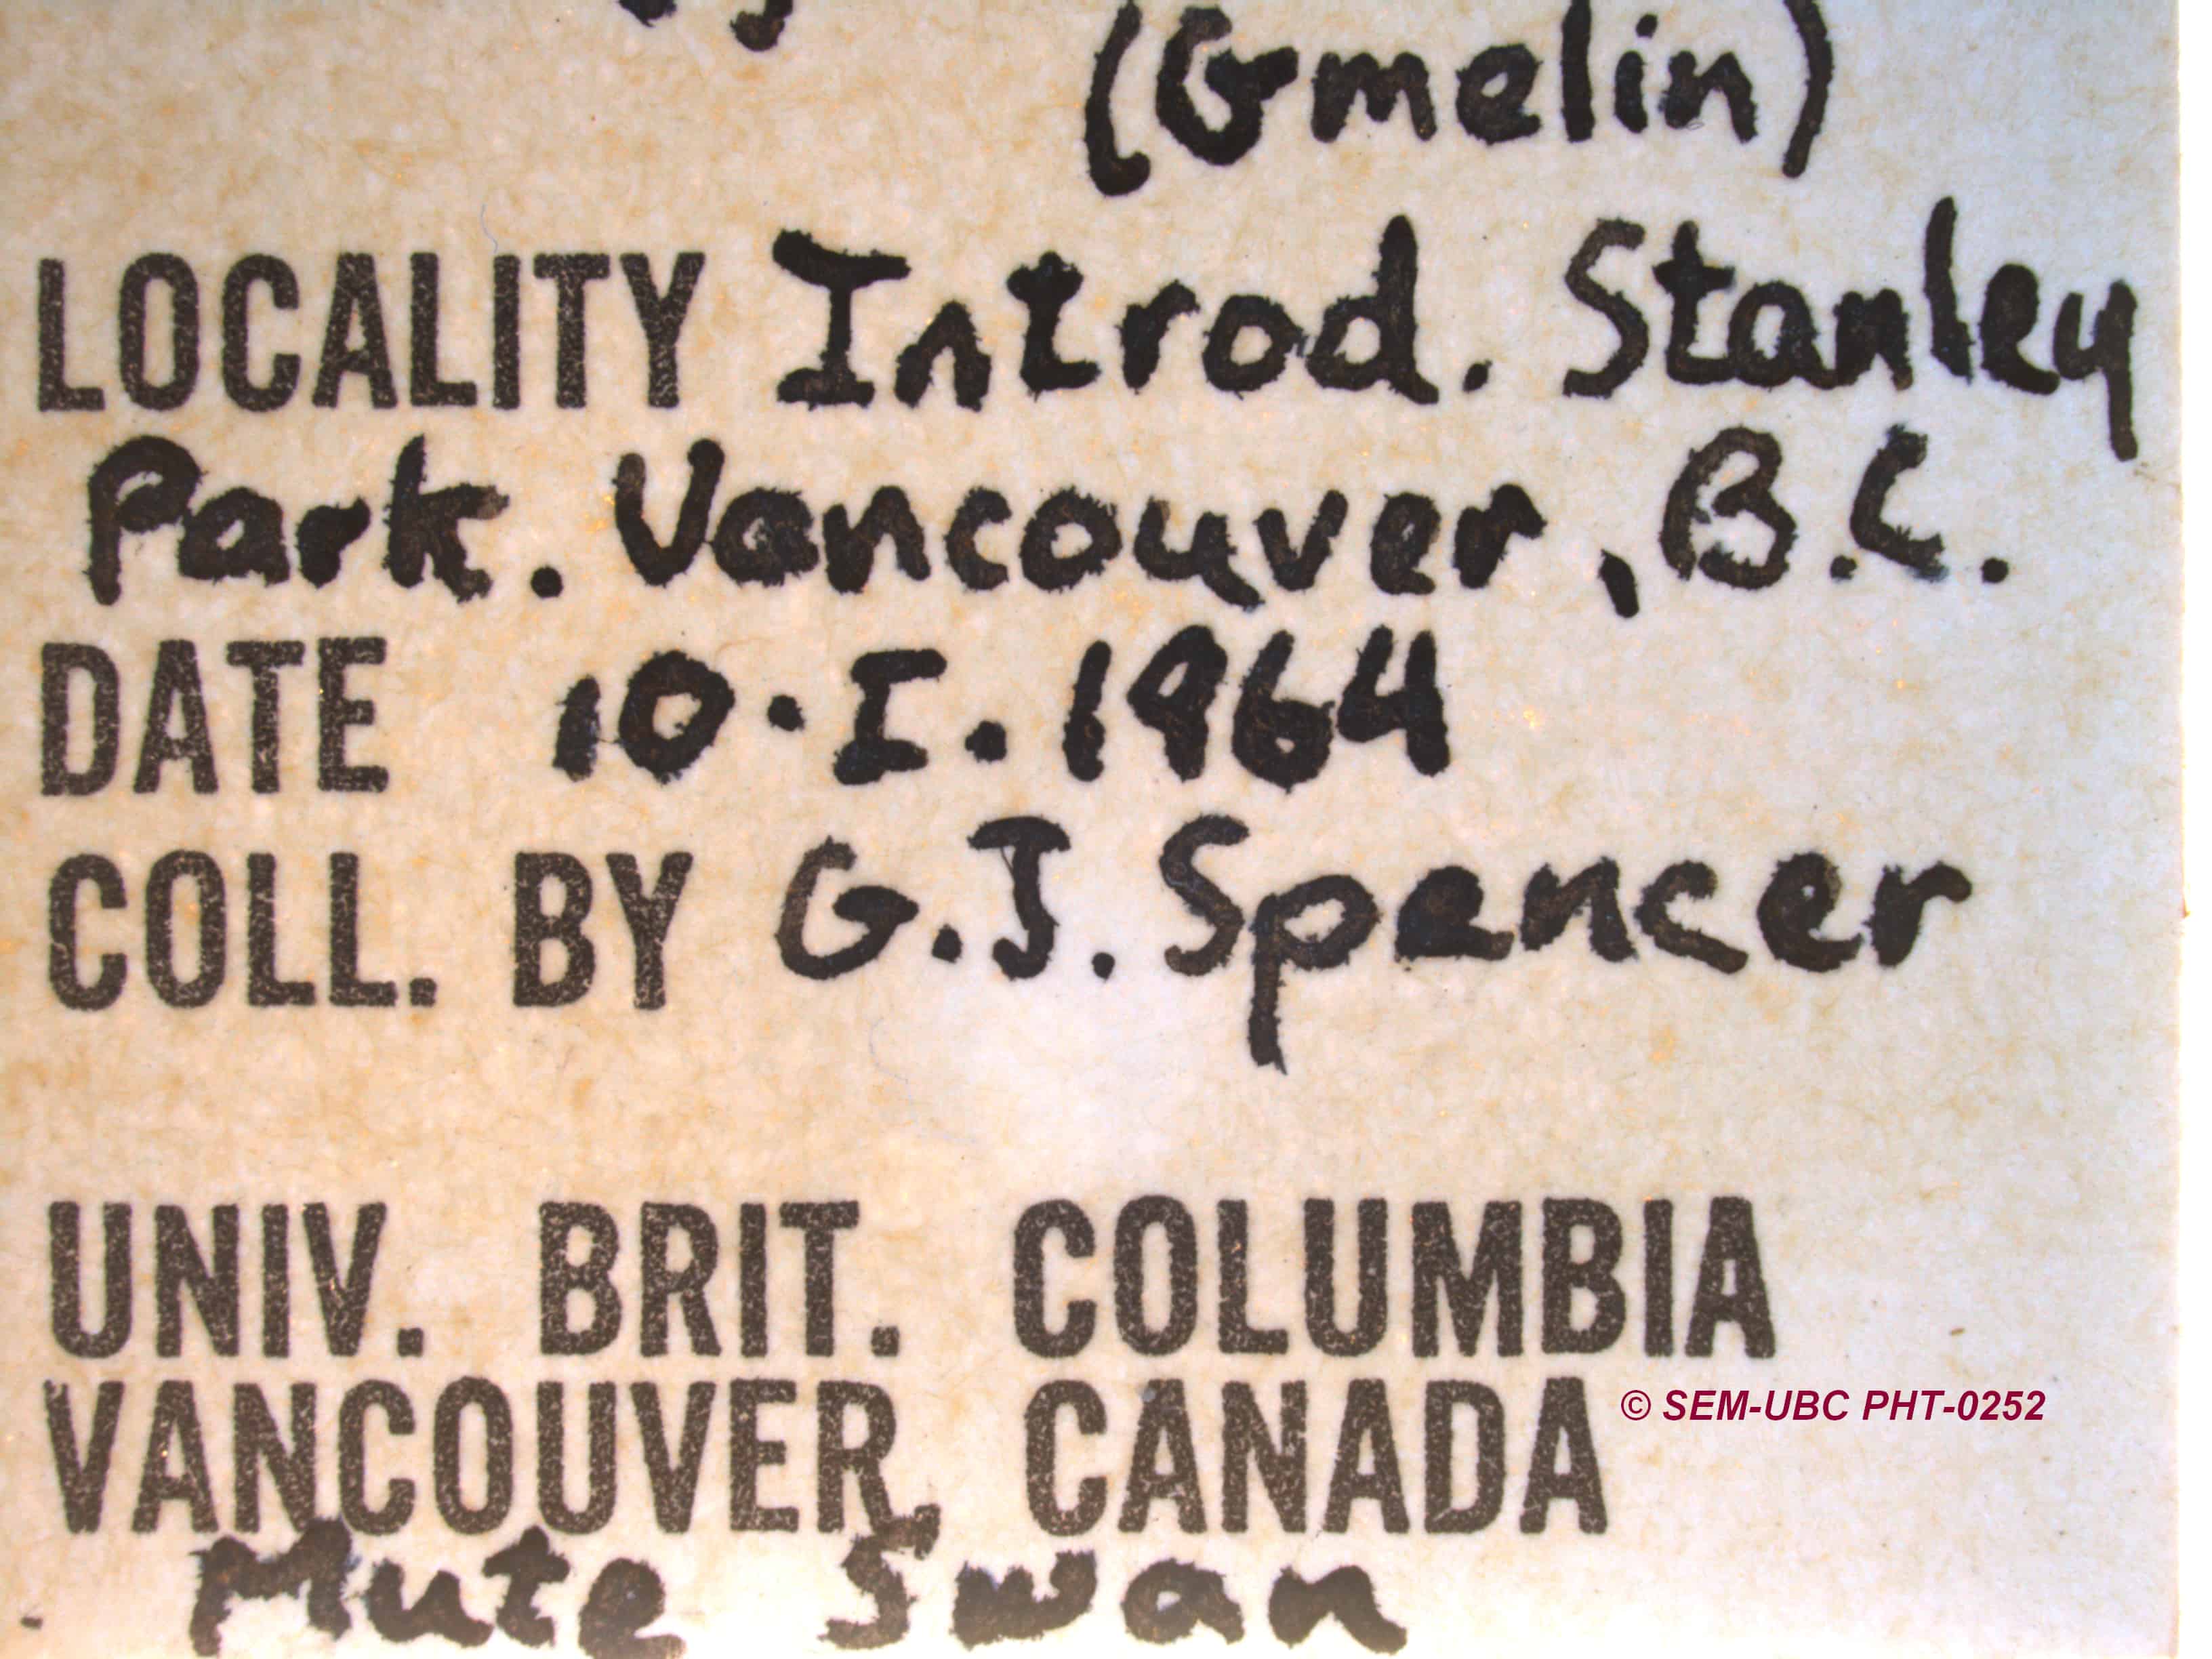 (Gmelin)
LOCALITY Introd. Stanley
Park. Vancouver, B.C.
DATE 10·I.1964
COLL. BY G.J. Spencer
UNIV. BRIT. COLUMBIA
VANCOUVER, CANADA
© SEM-UBC PHT-0252
Mute Swan